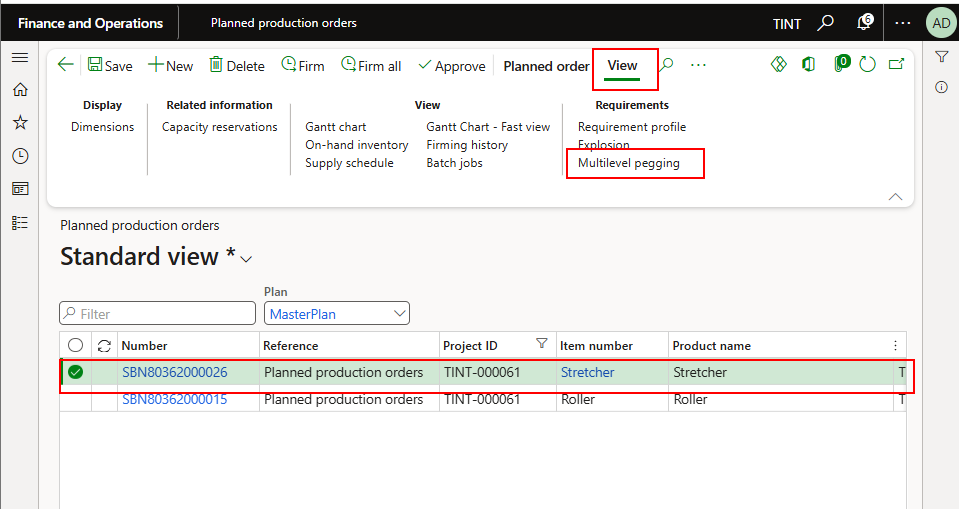 Finance and Operations Planned production orders TINT 6 ... AD
Save New Delete Firm Firm all Approve Planned order View ... 0
Display Related information View Requirements
Dimensions Capacity reservations Gantt chart Gantt Chart - Fast view Requirement profile
On-hand inventory Firming history Explosion
Supply schedule Batch jobs Multilevel pegging
Planned production orders
Standard view *
Plan
Filter MasterPlan
Number Reference Project ID Item number Product name
SBN80362000026 Planned production orders TINT-000061 Stretcher Stretcher T
SBN80362000015 Planned production orders TINT-000061 Roller Roller T